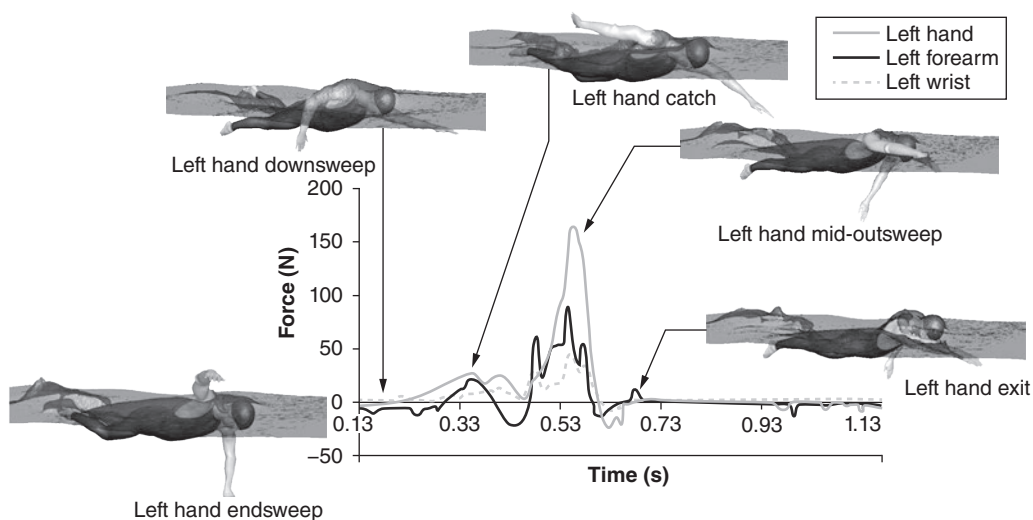 Left hand
Left forearm
Left wrist
Left hand catch
Left hand downsweep
Left hand mid-outsweep
Left hand exit
Left hand endsweep
Force (N)
200
150
100
50
0
−50
0.13 0.33 0.53 0.73 0.93 1.13
Time (s)